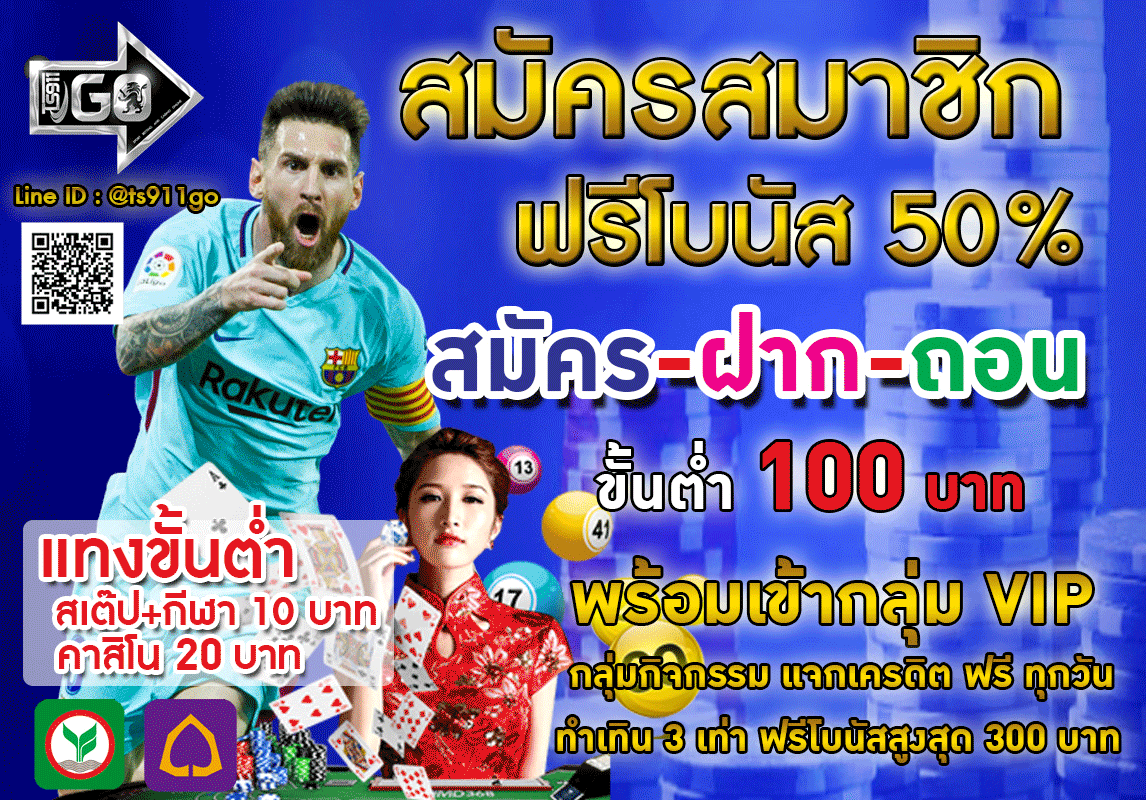 TS911
GO
สมัครสมาชิก
Line ID : @ts911go
ฟรีโบนัส 50%
สมัคร-ฝาก-ถอน
LaLiga
Rakuten
ขั้นต่ำ 100 บาท
13
41
17
แทงขั้นต่ำ
สเต๊ป+กีฬา 10 บาท
คาสิโน 20 บาท
พร้อมเข้ากลุ่ม VIP
กลุ่มกิจกรรม แจกเครดิต ฟรี ทุกวัน
ทำเทิน 3 เท่า ฟรีโบนัสสูงสุด 300 บาท
MD368